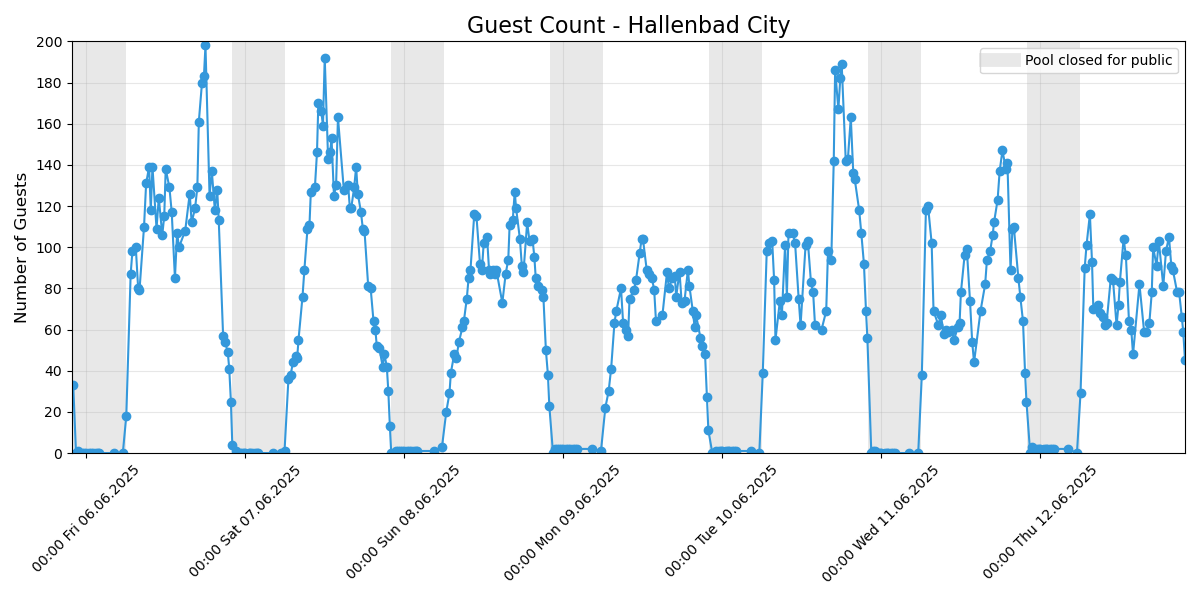 Guest Count - Hallenbad City
Pool closed for public
Number of Guests
200
180
160
140
120
100
80
60
40
20
0
00:00 Fri 06.06.2025
00:00 Sat 07.06.2025
00:00 Sun 08.06.2025
00:00 Mon 09.06.2025
00:00 Tue 10.06.2025
00:00 Wed 11.06.2025
00:00 Thu 12.06.2025